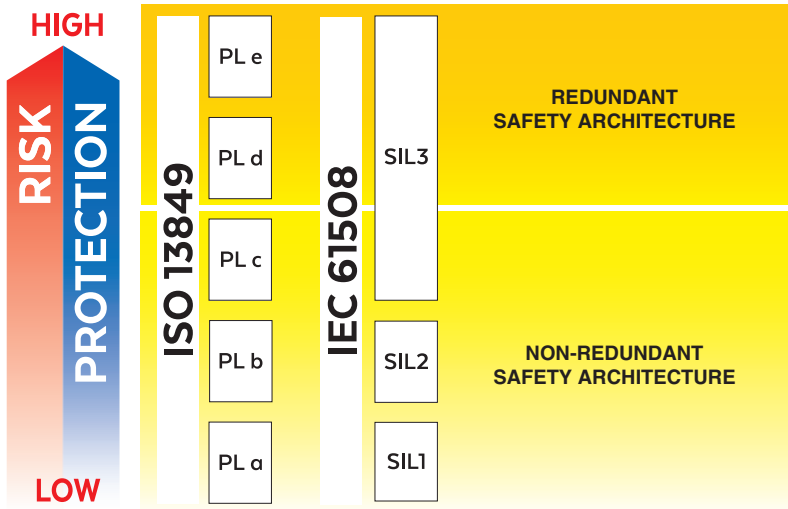 HIGH
RISK
PROTECTION
LOW
ISO 13849
PL e
PL d
PL c
PL b
PL a
IEC 61508
SIL3
SIL2
SIL1
REDUNDANT
SAFETY ARCHITECTURE
NON-REDUNDANT
SAFETY ARCHITECTURE